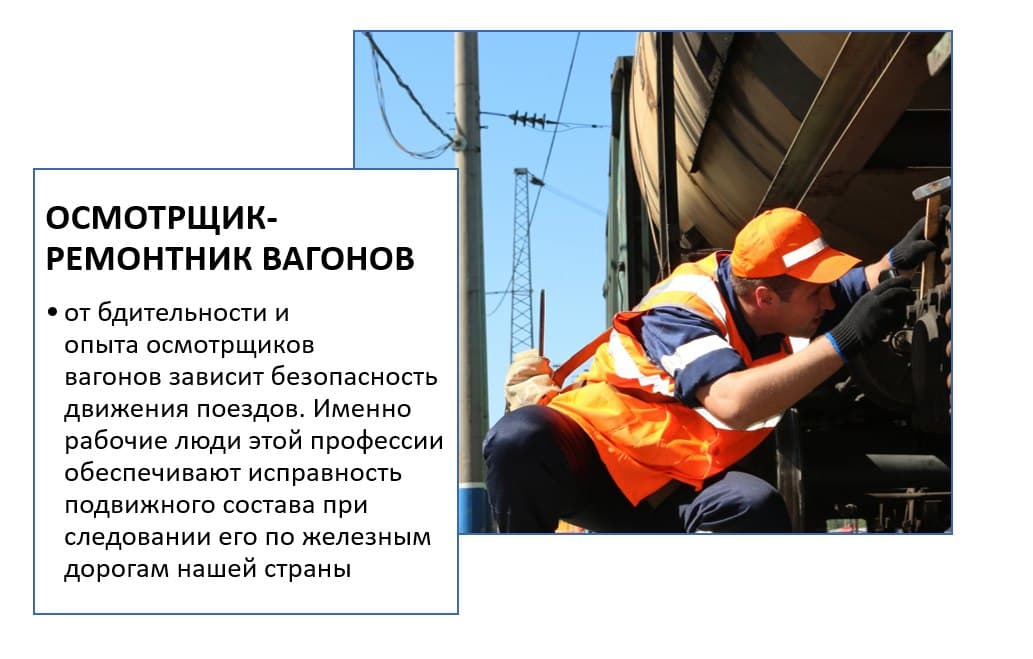 ОСМОТРЩИК-
РЕМОНТНИК ВАГОНОВ
• от бдительности и
опыта осмотрщиков
вагонов зависит безопасность
движения поездов. Именно
рабочие люди этой профессии
обеспечивают исправность
подвижного состава при
следовании его по железным
дорогам нашей страны